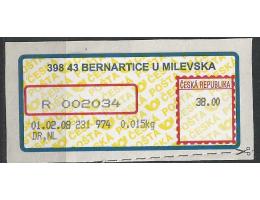 398 43 BERNARTICE U MILEVSKA
ČESKÁ REPUBLIKA
R 002034
38.00
01.02.08 231 974 0.015kg
DR,NL